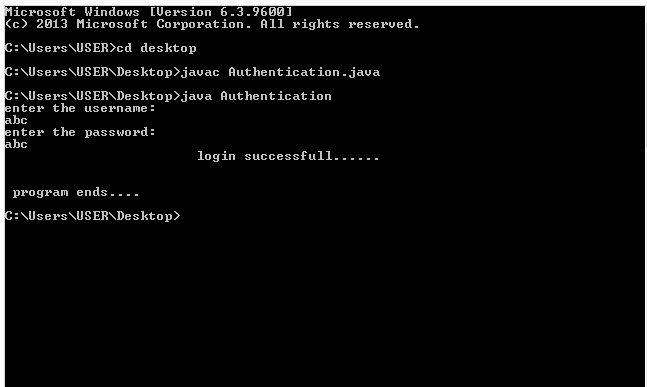 Microsoft Windows [Version 6.3.9600]
(c) 2013 Microsoft Corporation. All rights reserved.
C:\Users\USER>cd desktop
C:\Users\USER\Desktop>javac Authentication.java
C:\Users\USER\Desktop>java Authentication
enter the username:
abc
enter the password:
abc
login successfull......
program ends....
C:\Users\USER\Desktop>